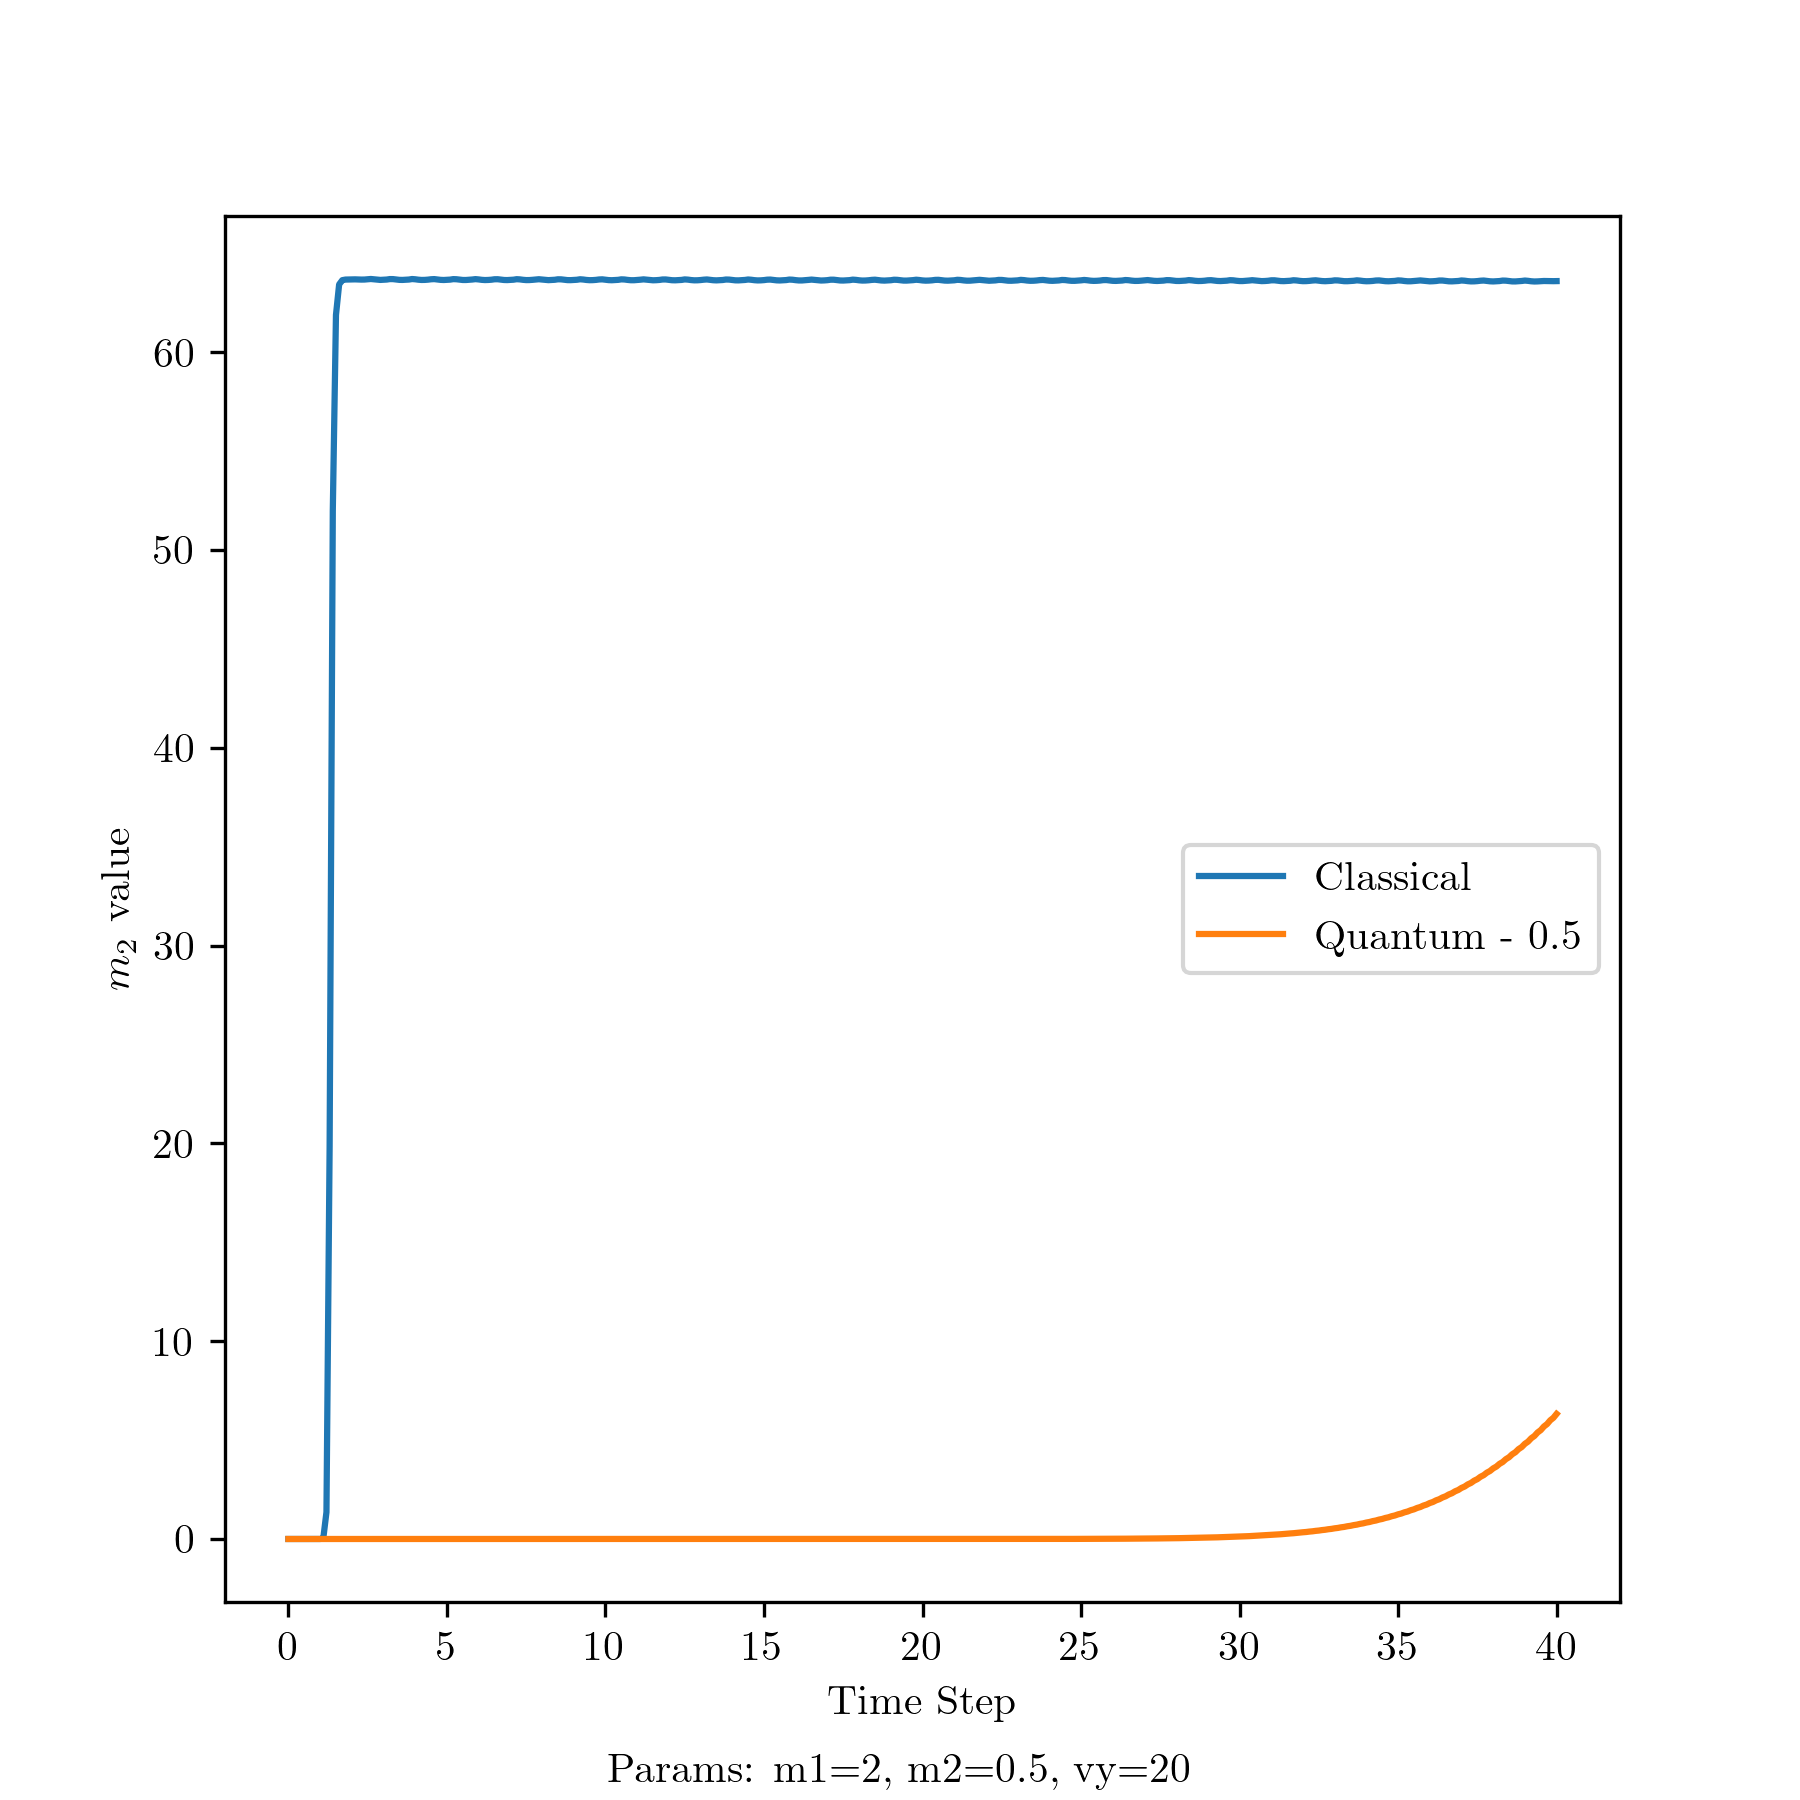 60
50
40
30
20
10
0
m₂ value
Classical
Quantum - 0.5
0 5 10 15 20 25 30 35 40
Time Step
Params: m1=2, m2=0.5, vy=20